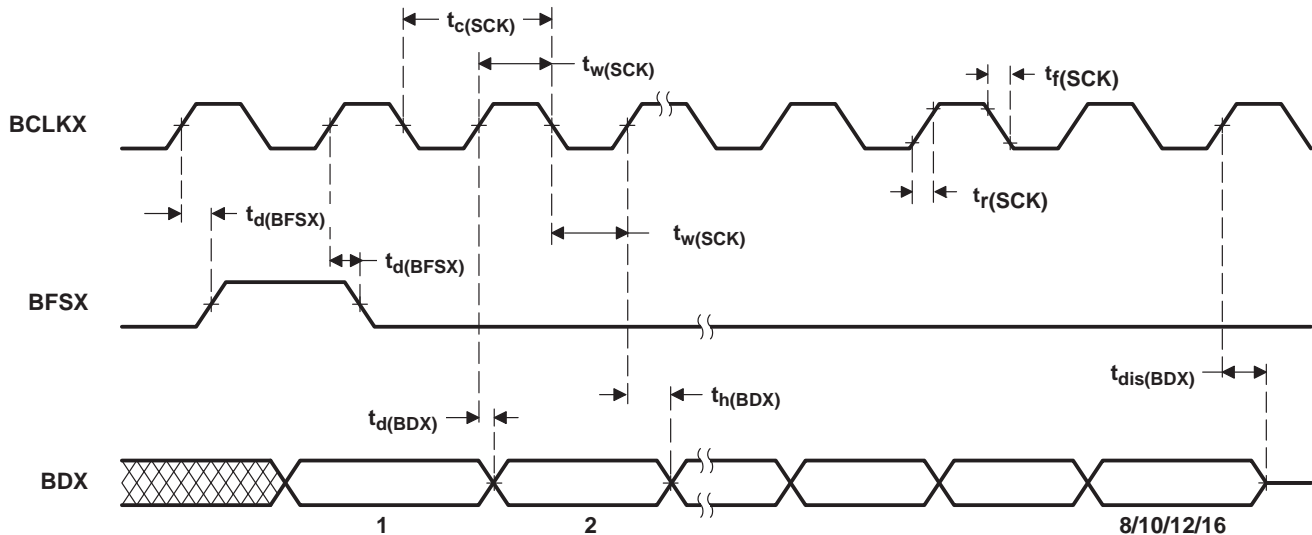 tc(SCK)
tw(SCK)
tf(SCK)
BCLKX
tr(SCK)
td(BFSX)
tw(SCK)
td(BFSX)
BFSX
tdis(BDX)
th(BDX)
td(BDX)
BDX
1 2 8/10/12/16